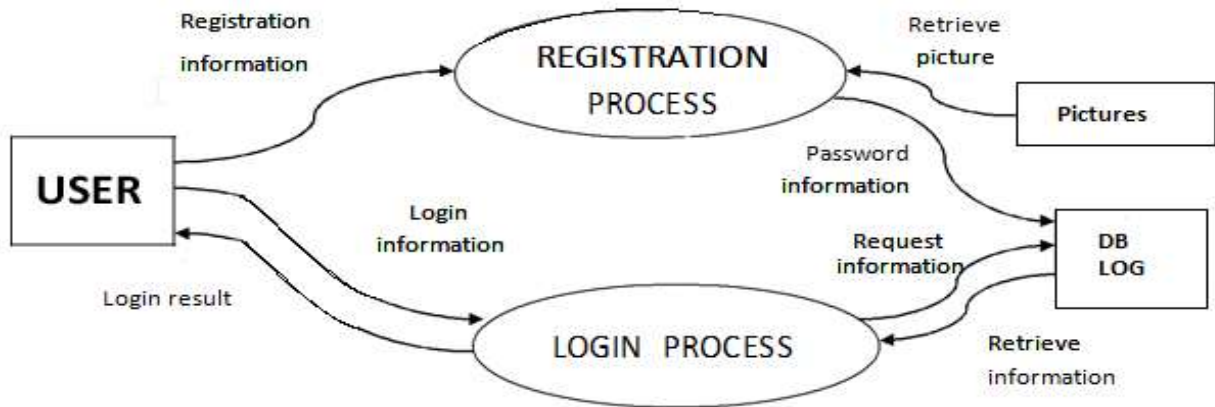 Registration
information
REGISTRATION
PROCESS
Retrieve
picture
Pictures
USER
Password
information
Login
information
Request
information
DB
LOG
Login result
LOGIN PROCESS
Retrieve
information